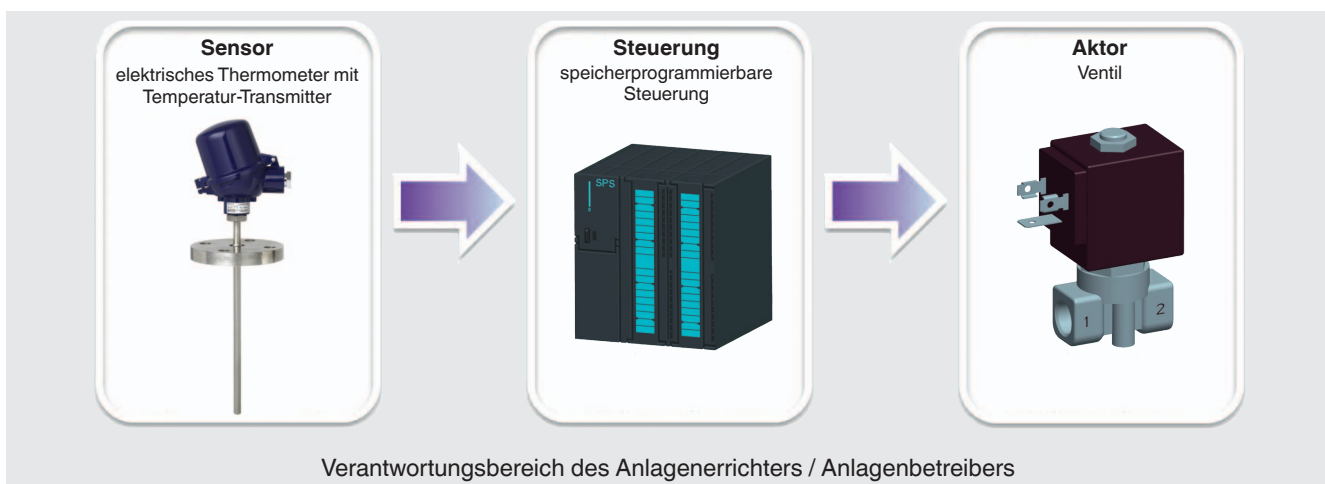 Sensor
elektrisches Thermometer mit
Temperatur-Transmitter
Steuerung
speicherprogrammierbare
Steuerung
SPS
Aktor
Ventil
1
2
Verantwortungsbereich des Anlagenerrichters / Anlagenbetreibers